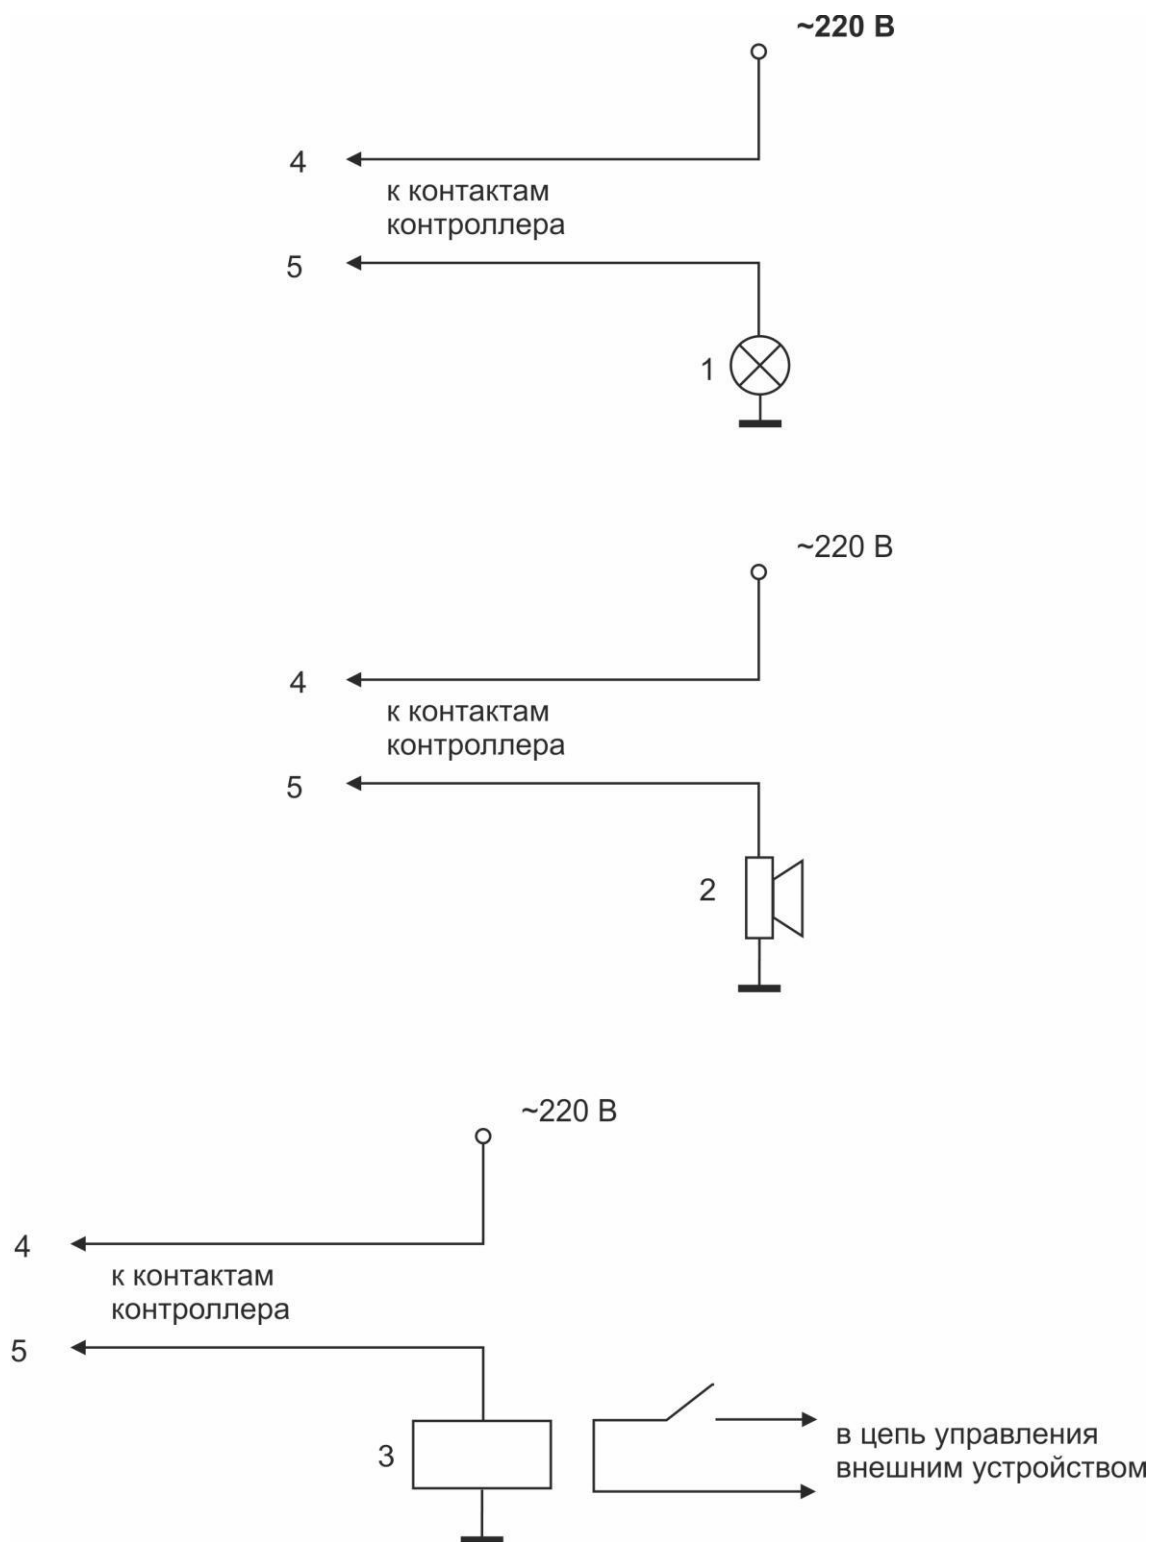 ~220 В
4
к контактам
контроллера
5
1
~220 В
4
к контактам
контроллера
5
2
~220 В
4
к контактам
контроллера
5
3
в цепь управления
внешним устройством